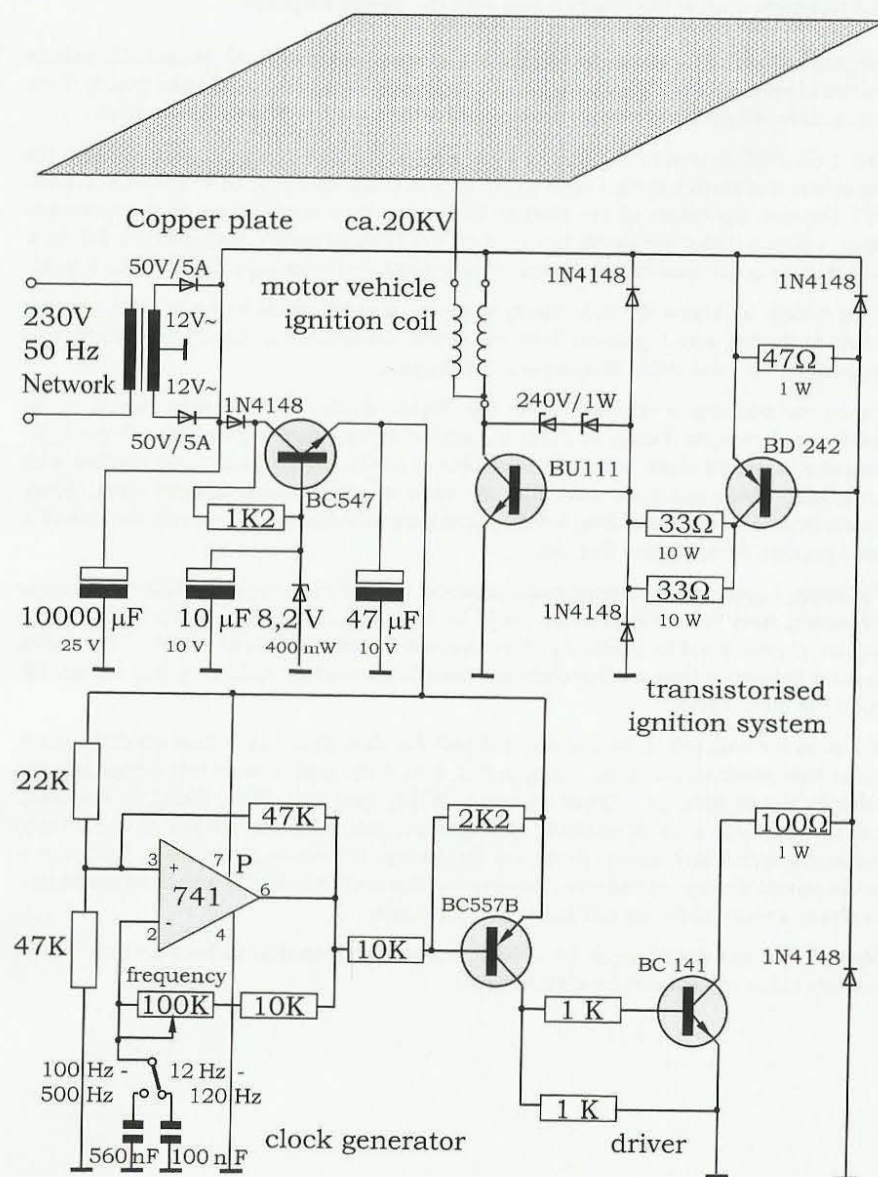 Copper plate
ca.20KV
50V/5A
motor vehicle
ignition coil
1N4148
1N4148
230V
50 Hz
Network
12V~
12V~
47Ω
1 W
50V/5A
1N4148
240V/1W
BU111
BD 242
BC547
1K2
33Ω
10 W
33Ω
10 W
10000 µF
25 V
10 µF
10 V
8,2 V
400mW
47 µF
10 V
1N4148
transistorised
ignition system
22K
47K
2K2
100Ω
1 W
3
+
7
P
741
6
-
2
4
47K
10K
BC557B
BC 141
1N4148
frequency
100K
10K
1 K
100 Hz -
500 Hz
12 Hz -
120 Hz
1 K
560 nF
100 nF
clock generator
driver